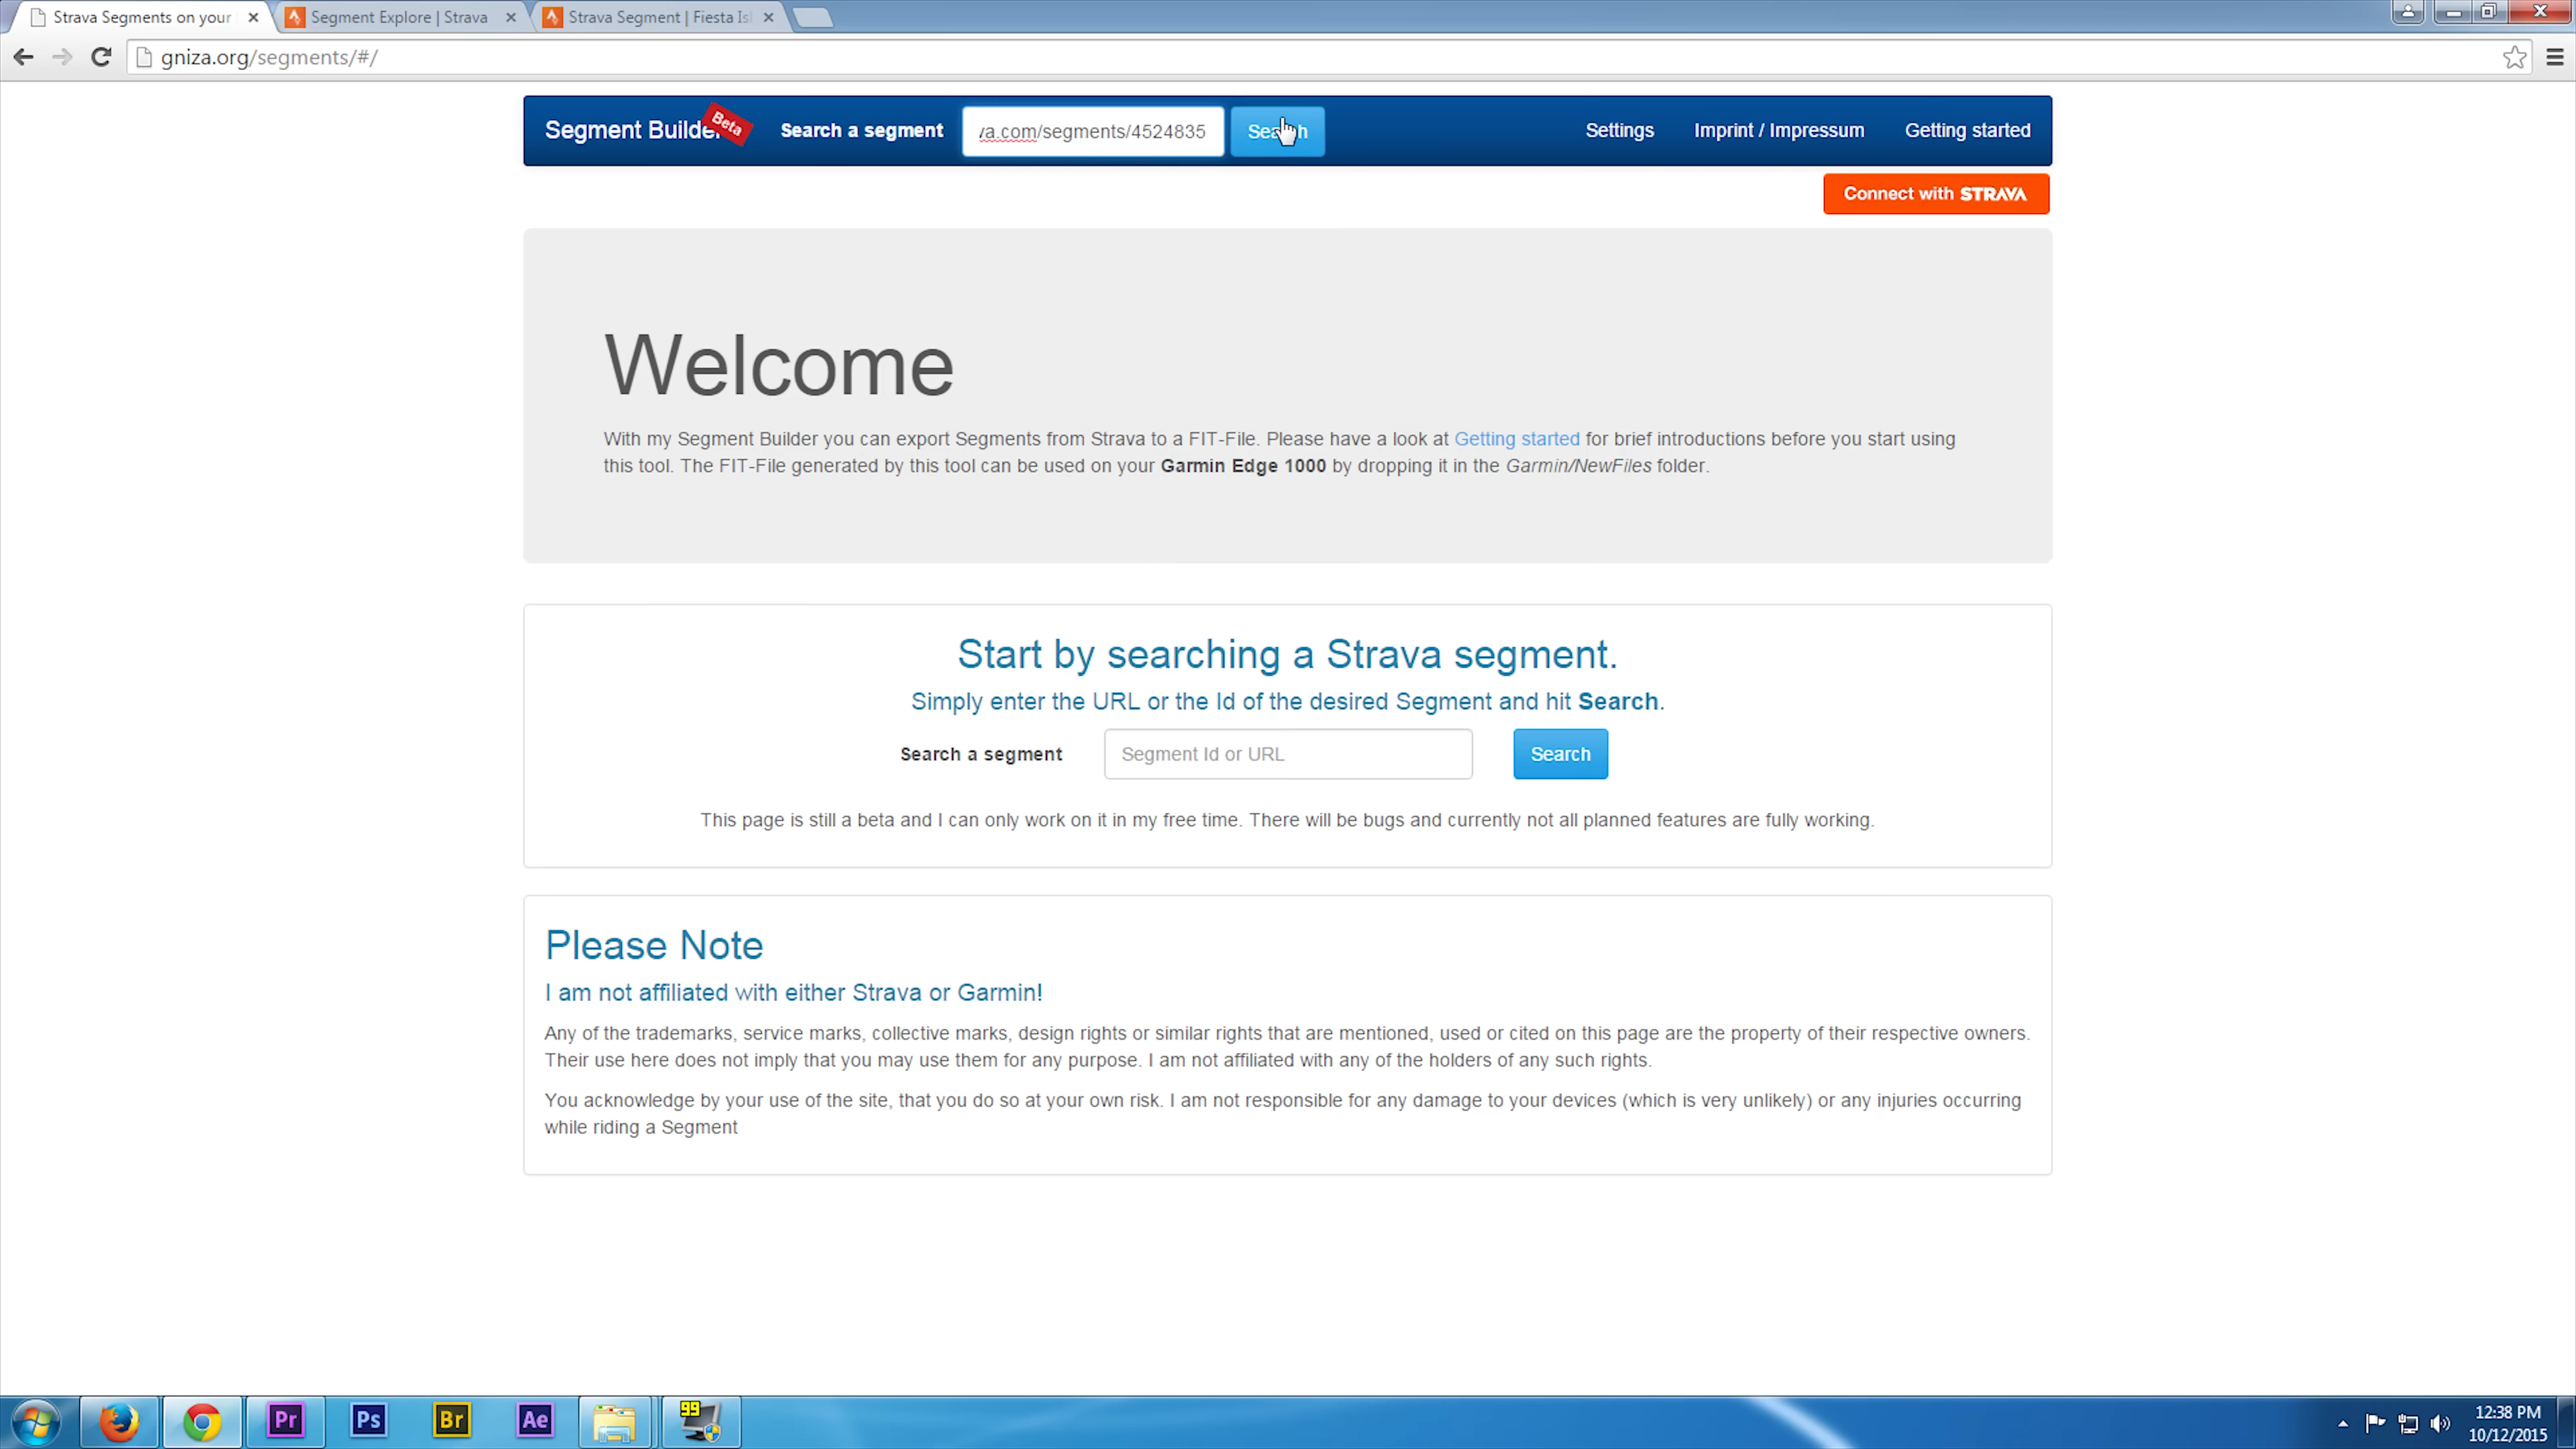 Strava Segments on your
Segment Explore | Strava
Strava Segment | Fiesta Is
gniza.org/segments/#/
Segment Builder Beta Search a segment va.com/segments/4524835 Search Settings Imprint / Impressum Getting started
Connect with STRAVA
Welcome
With my Segment Builder you can export Segments from Strava to a FIT-File. Please have a look at Getting started for brief introductions before you start using
this tool. The FIT-File generated by this tool can be used on your Garmin Edge 1000 by dropping it in the Garmin/NewFiles folder.
Start by searching a Strava segment.
Simply enter the URL or the Id of the desired Segment and hit Search.
Search a segment Segment Id or URL Search
This page is still a beta and I can only work on it in my free time. There will be bugs and currently not all planned features are fully working.
Please Note
I am not affiliated with either Strava or Garmin!
Any of the trademarks, service marks, collective marks, design rights or similar rights that are mentioned, used or cited on this page are the property of their respective owners.
Their use here does not imply that you may use them for any purpose. I am not affiliated with any of the holders of any such rights.
You acknowledge by your use of the site, that you do so at your own risk. I am not responsible for any damage to your devices (which is very unlikely) or any injuries occurring
while riding a Segment
Pr Ps Br Ae 99
12:38 PM
10/12/2015